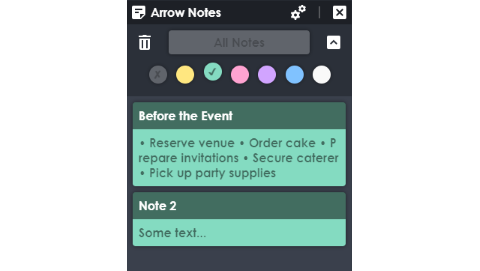 Arrow Notes
All Notes
Before the Event
• Reserve venue • Order cake • P
repare invitations • Secure caterer
• Pick up party supplies
Note 2
Some text...